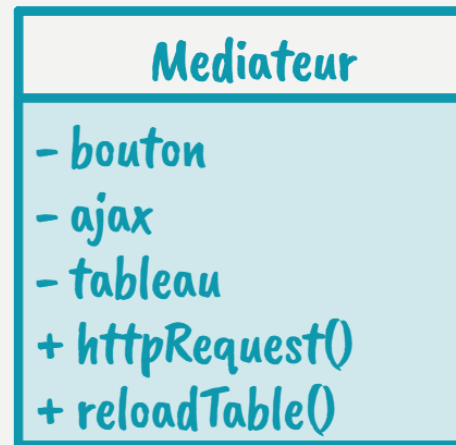 Mediateur
- bouton
- ajax
- tableau
+ httpRequest()
+ reloadTable()